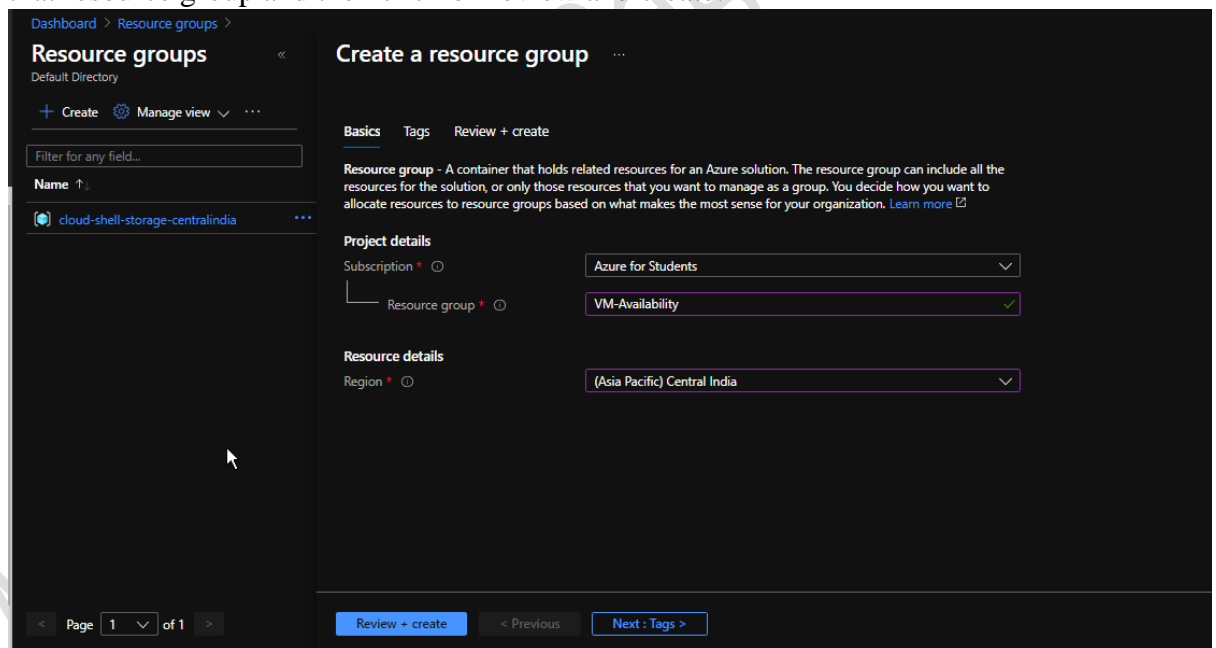 Dashboard > Resource groups >
Resource groups «
Default Directory
+ Create Manage view ...
Filter for any field...
Name ↑↓
cloud-shell-storage-centralindia ...
Page 1 of 1 >
Create a resource group ...
Basics Tags Review + create
Resource group - A container that holds related resources for an Azure solution. The resource group can include all the
resources for the solution, or only those resources that you want to manage as a group. You decide how you want to
allocate resources to resource groups based on what makes the most sense for your organization. Learn more
Project details
Subscription * Azure for Students
Resource group * VM-Availability
Resource details
Region * (Asia Pacific) Central India
Review + create < Previous Next : Tags >